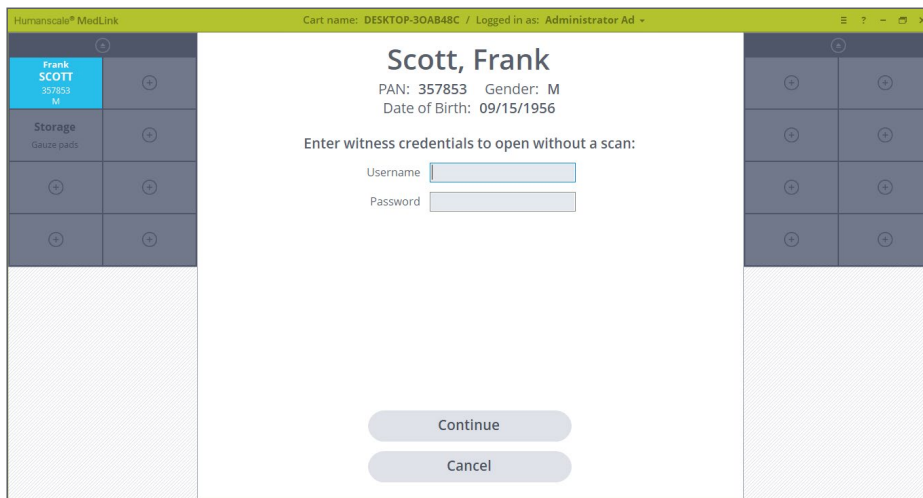 Humanscale® MedLink
Cart name: DESKTOP-3OAB48C / Logged in as: Administrator Ad
Frank
SCOTT
357853
M
Storage
Gauze pads
Scott, Frank
PAN: 357853 Gender: M
Date of Birth: 09/15/1956
Enter witness credentials to open without a scan:
Username
Password
Continue
Cancel